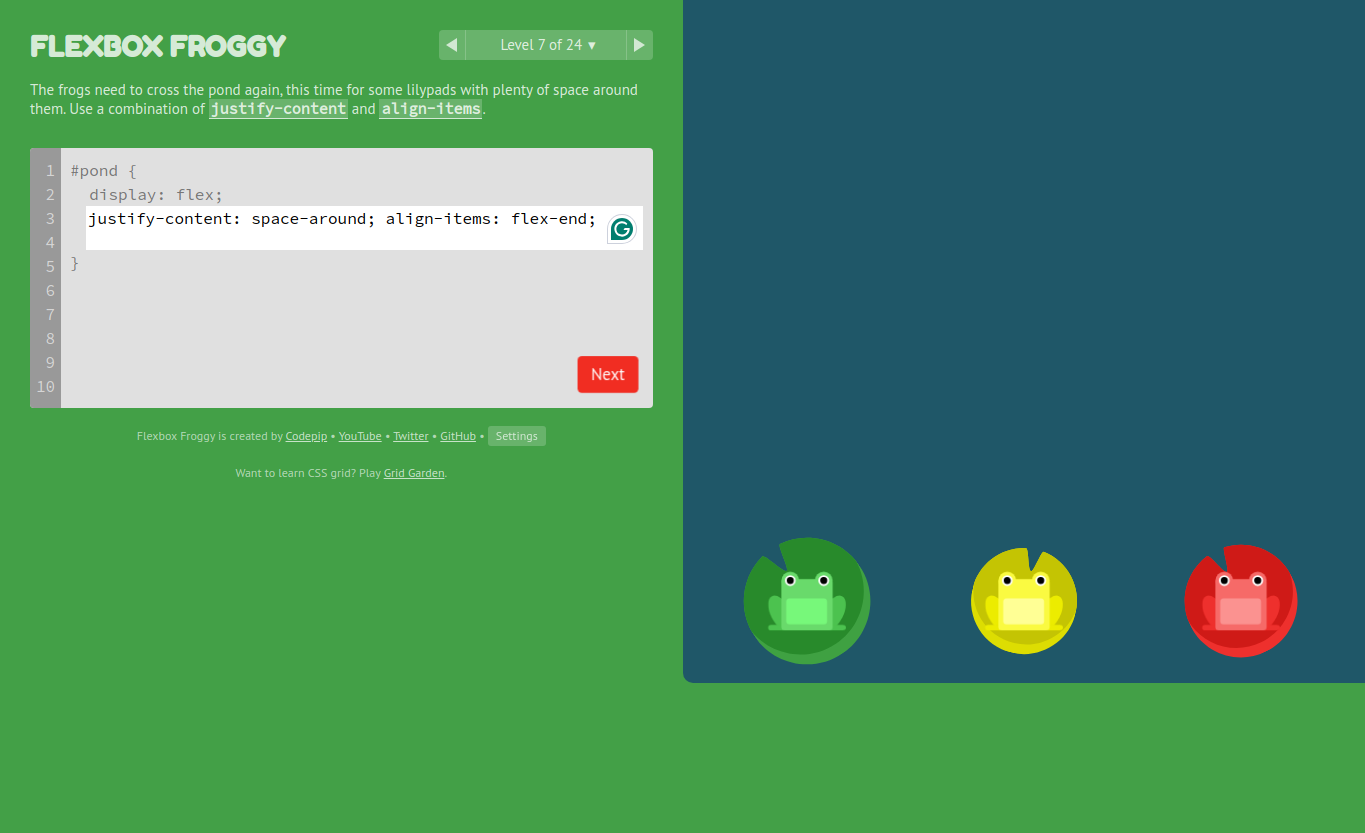 FLEXBOX FROGGY
Level 7 of 24 ▾
The frogs need to cross the pond again, this time for some lilypads with plenty of space around
them. Use a combination of justify-content and align-items.
1 #pond {
2 display: flex;
3 justify-content: space-around; align-items: flex-end;
4
5 }
6
7
8
9
10
Next
Flexbox Froggy is created by Codepip • YouTube • Twitter • GitHub • Settings
Want to learn CSS grid? Play Grid Garden.